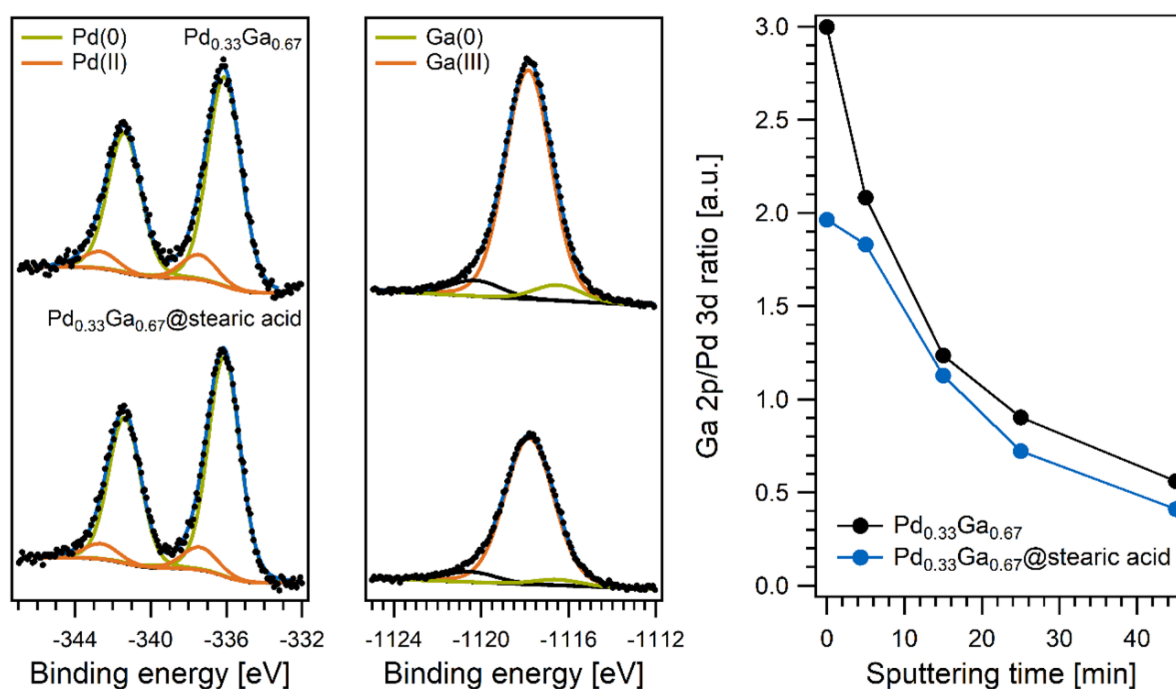 Pd(0)
Pd(II)
Pd0.33Ga0.67
Pd0.33Ga0.67@stearic acid
-344 -340 -336 -332
Binding energy [eV]
Ga(0)
Ga(III)
-1124 -1120 -1116 -1112
Binding energy [eV]
Ga 2p/Pd 3d ratio [a.u.]
3.0
2.5
2.0
1.5
1.0
0.5
0.0
Pd0.33Ga0.67
Pd0.33Ga0.67@stearic acid
0 10 20 30 40
Sputtering time [min]